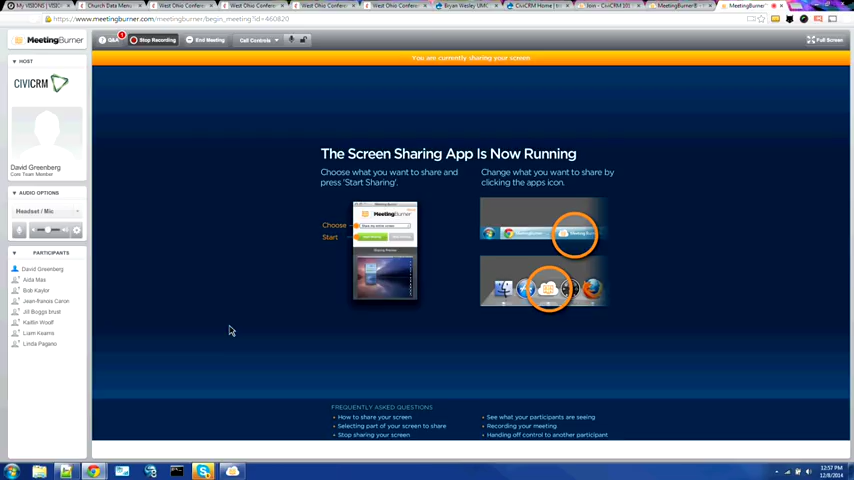 My VISIONS | VISIO
Church Data Mana
West Ohio Confere
West Ohio Confere
West Ohio Confere
West Ohio Confere
Bryan Wesley UMC
CiviCRM Home | 
Join - CiviCRM 101
MeetingBurner
MeetingBurner
https://www.meetingburner.com/meetingburner/begin_meeting?id=460820
MeetingBurner
Q&A
1
Stop Recording
End Meeting
Call Controls
Full Screen
You are currently sharing your screen
HOST
CIVICRM
David Greenberg
Core Team Member
AUDIO OPTIONS
Headset / Mic
PARTICIPANTS
David Greenberg
Aida Mas
Bob Kaylor
Jean-franois Caron
Jill Boggs brust
Kaitlin Woolf
Liam Kearns
Linda Pagano
The Screen Sharing App Is Now Running
Choose what you want to share and
press 'Start Sharing'.
Change what you want to share by
clicking the apps icon.
MeetingBurner
Choose
Start
FREQUENTLY ASKED QUESTIONS
• How to share your screen
• Selecting part of your screen to share
• Stop sharing your screen
• See what your participants are seeing
• Recording your meeting
• Handing off control to another participant
12:57 PM
12/8/2014